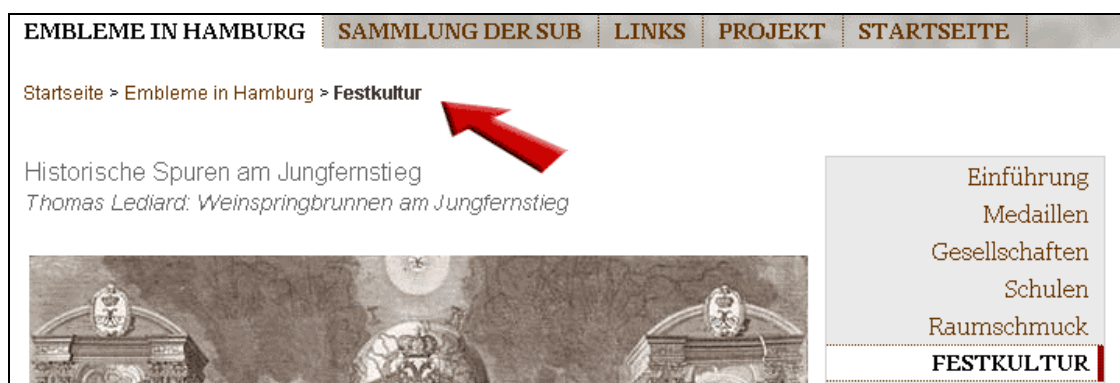 EMBLEME IN HAMBURG SAMMLUNG DER SUB LINKS PROJEKT STARTSEITE
Startseite > Embleme in Hamburg > Festkultur
Historische Spuren am Jungfernstieg
Thomas Lediard: Weinspringbrunnen am Jungfernstieg
Einführung
Medaillen
Gesellschaften
Schulen
Raumschmuck
FESTKULTUR